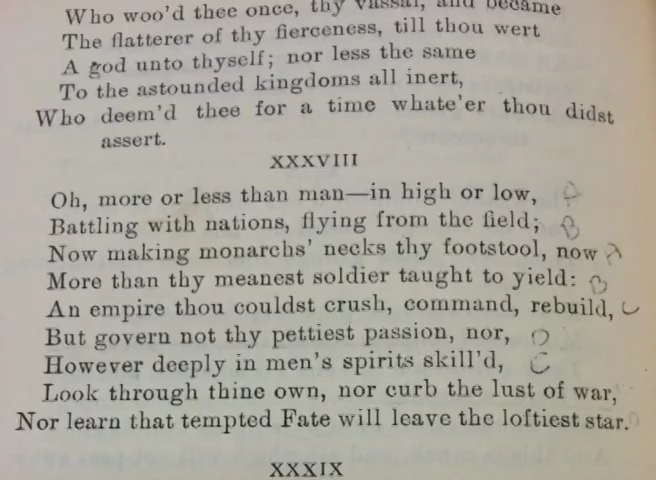 Who woo'd thee once, thy vassal, and became
The flatterer of thy fierceness, till thou wert
A god unto thyself; nor less the same
To the astounded kingdoms all inert,
Who deem'd thee for a time whate'er thou didst
assert.
XXXVIII
Oh, more or less than man—in high or low,
Battling with nations, flying from the field;
Now making monarchs' necks thy footstool, now
More than thy meanest soldier taught to yield:
An empire thou couldst crush, command, rebuild,
But govern not thy pettiest passion, nor,
However deeply in men's spirits skill'd,
Look through thine own, nor curb the lust of war,
Nor learn that tempted Fate will leave the loftiest star.
XXXIX